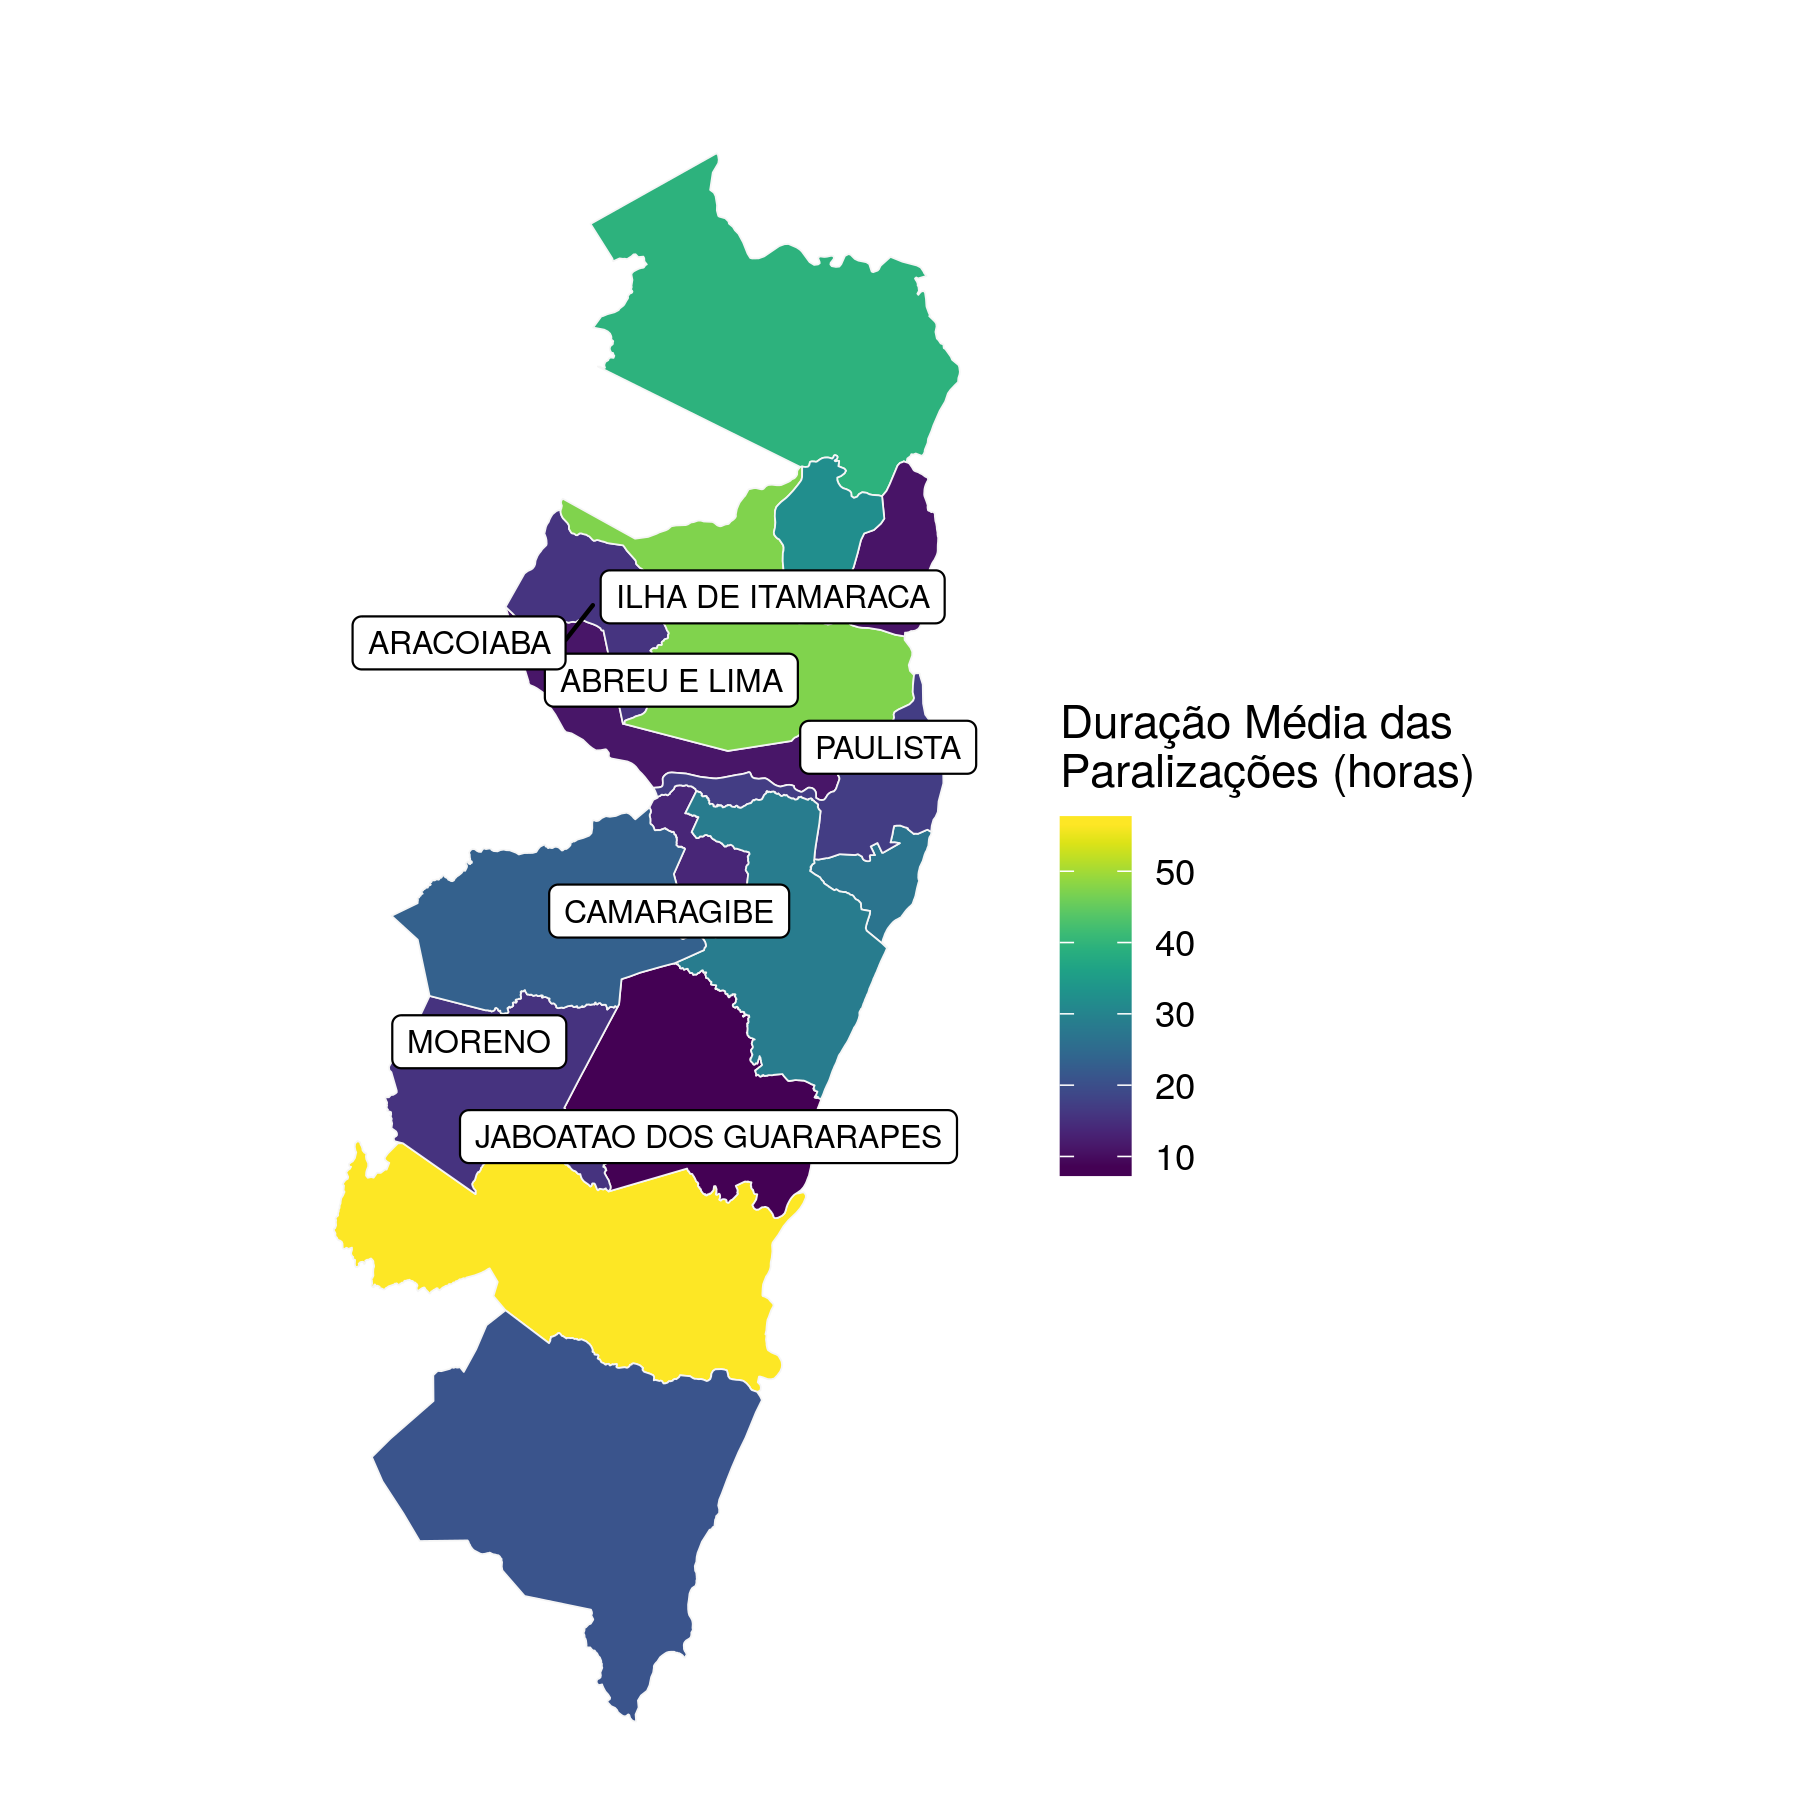 ILHA DE ITAMARACA
ARACOIABA
ABREU E LIMA
PAULISTA
CAMARAGIBE
MORENO
JABOATAO DOS GUARARAPES
Duração Média das
Paralizações (horas)
50
40
30
20
10